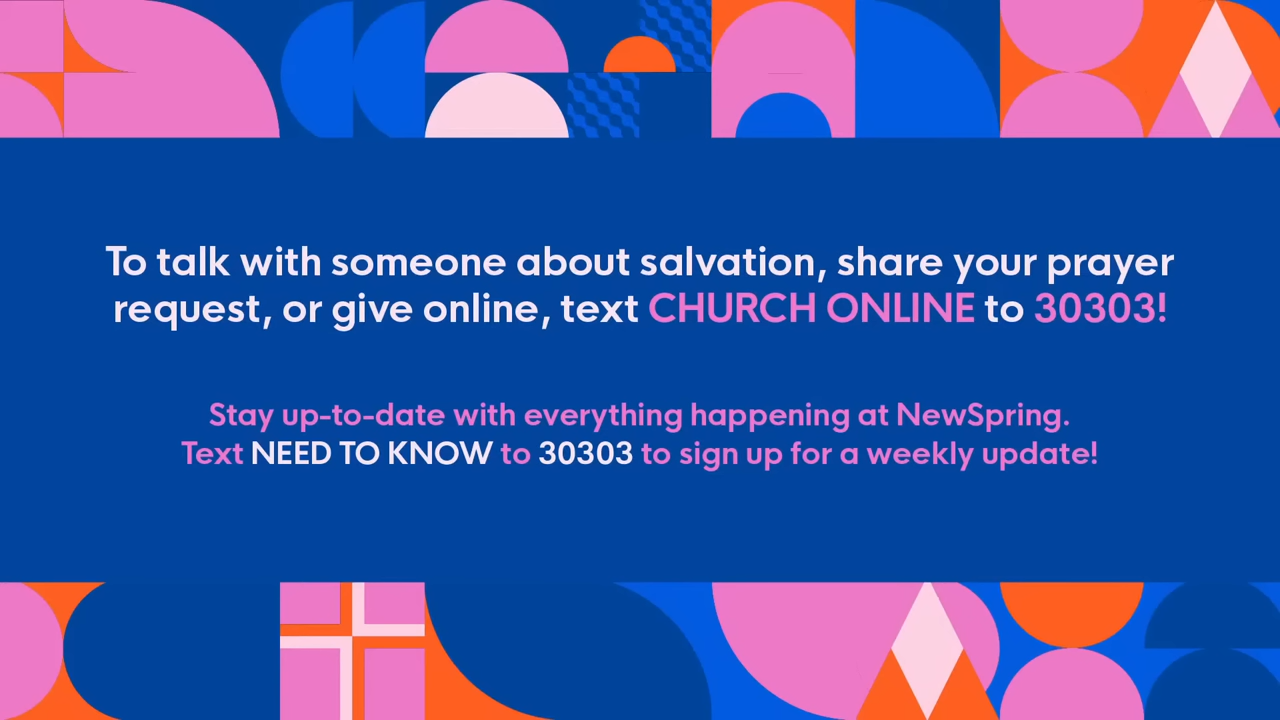 To talk with someone about salvation, share your prayer
request, or give online, text CHURCH ONLINE to 30303!
Stay up-to-date with everything happening at NewSpring.
Text NEED TO KNOW to 30303 to sign up for a weekly update!